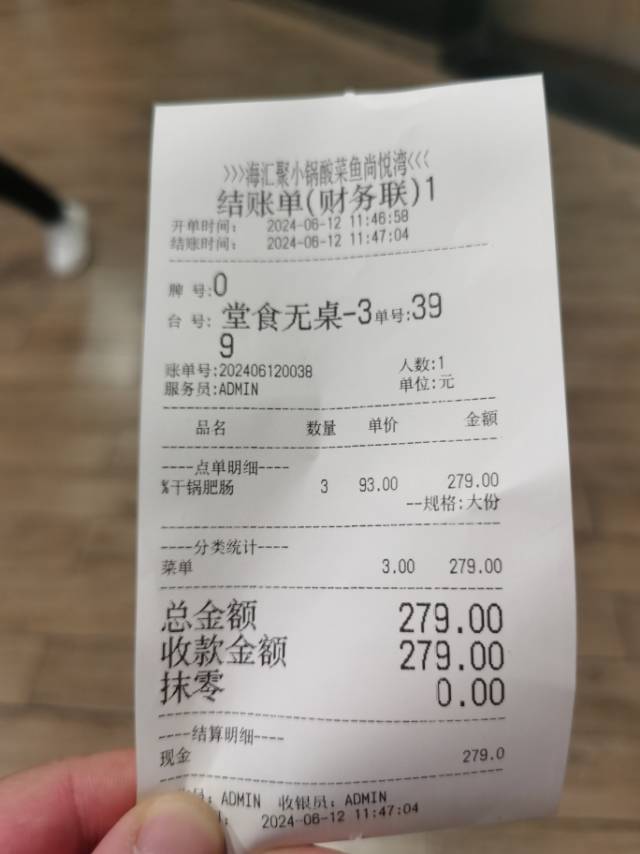 >>>海汇聚小锅酸菜鱼尚悦湾<<<
结账单(财务联)1
开单时间: 2024-06-12 11:46:58
结账时间: 2024-06-12 11:47:04
牌 号:0
台 号: 堂食无桌-3单号:39
9
账单号:202406120038 人数:1
服务员:ADMIN 单位:元
品名 数量 单价 金额
----点单明细----
%干锅肥肠 3 93.00 279.00
--规格:大份
----分类统计----
菜单 3.00 279.00
总金额 279.00
收款金额 279.00
抹零 0.00
----结算明细----
现金 279.0
: ADMIN 收银员: ADMIN
: 2024-06-12 11:47:04